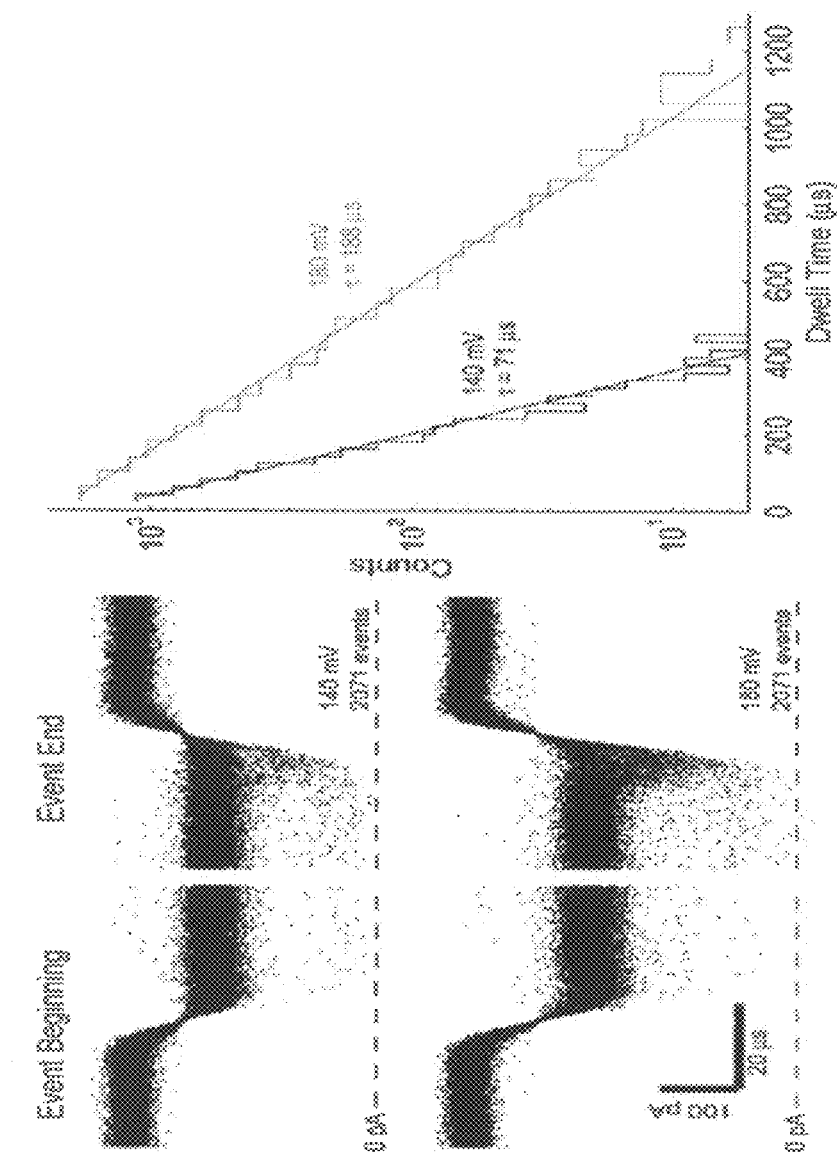 Event Beginning
Event End
140 mV
2071 events
0 pA
180 mV
2071 events
0 pA
100 pA
20 µs
Counts
10³
10²
10¹
180 mV
140 mV
τ = 71 µs
0
200
400
600
800
1000
1200
Dwell Time (µs)